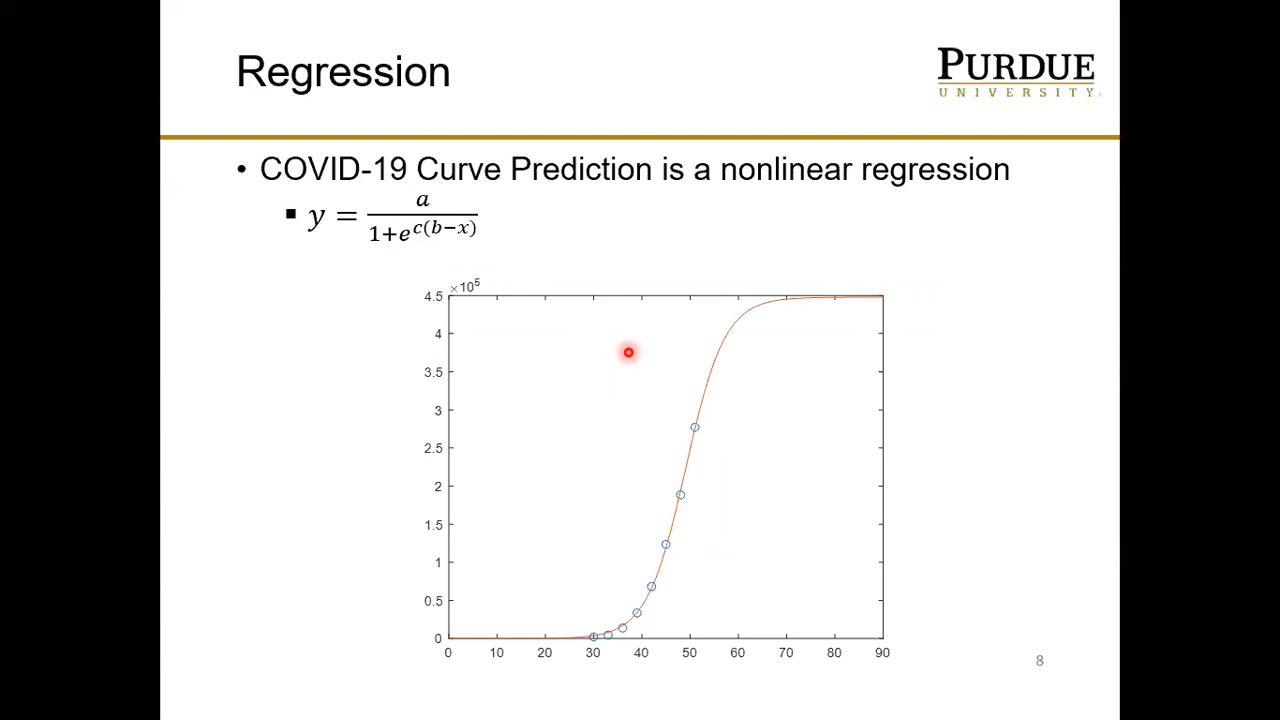 Regression
PURDUE
UNIVERSITY
• COVID-19 Curve Prediction is a nonlinear regression
▪ y = a / 1+e^c(b−x)
×10^5
4.5
4
3.5
3
2.5
2
1.5
1
0.5
0
0 10 20 30 40 50 60 70 80 90
8